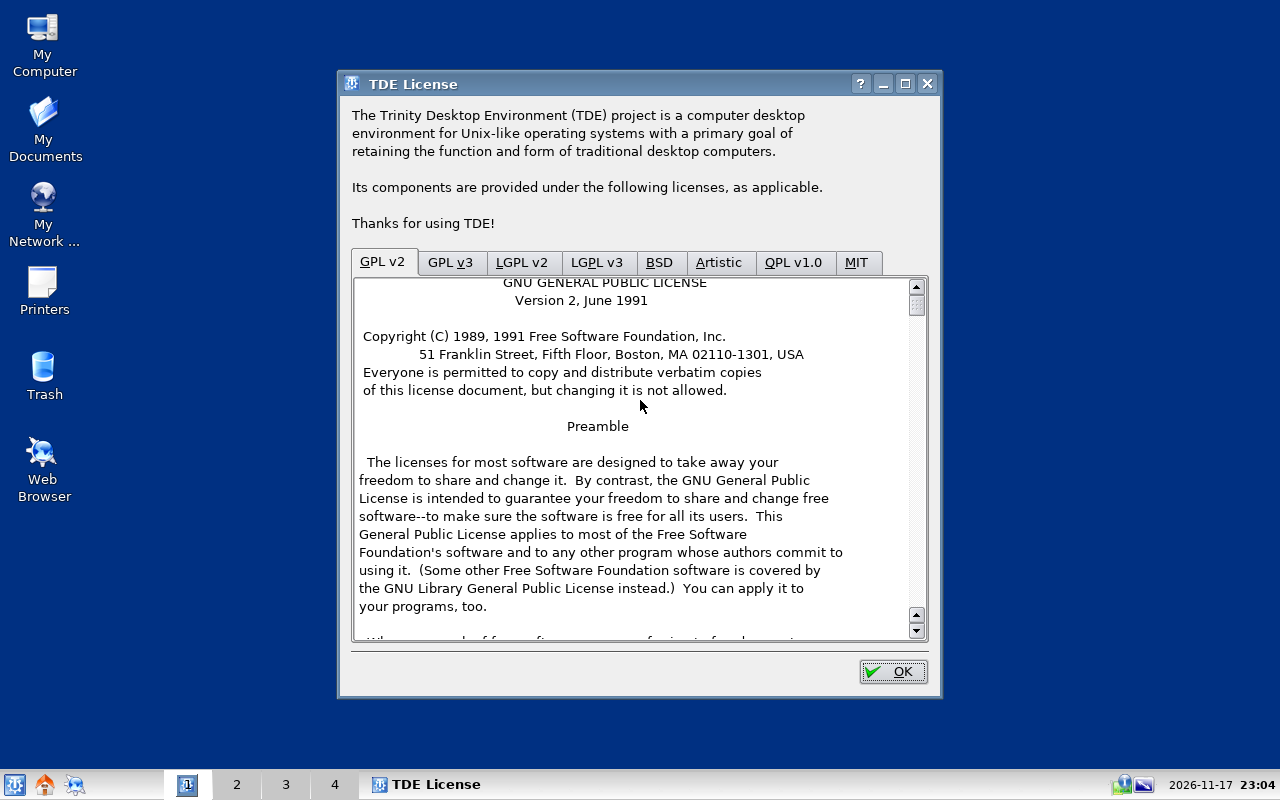 My
Computer
My
Documents
My
Network ...
Printers
Trash
Web
Browser
TDE License
The Trinity Desktop Environment (TDE) project is a computer desktop
environment for Unix-like operating systems with a primary goal of
retaining the function and form of traditional desktop computers.
Its components are provided under the following licenses, as applicable.
Thanks for using TDE!
GPL v2 GPL v3 LGPL v2 LGPL v3 BSD Artistic QPL v1.0 MIT
GNU GENERAL PUBLIC LICENSE
Version 2, June 1991
Copyright (C) 1989, 1991 Free Software Foundation, Inc.
51 Franklin Street, Fifth Floor, Boston, MA 02110-1301, USA
Everyone is permitted to copy and distribute verbatim copies
of this license document, but changing it is not allowed.
Preamble
The licenses for most software are designed to take away your
freedom to share and change it.  By contrast, the GNU General Public
License is intended to guarantee your freedom to share and change free
software--to make sure the software is free for all its users.  This
General Public License applies to most of the Free Software
Foundation's software and to any other program whose authors commit to
using it.  (Some other Free Software Foundation software is covered by
the GNU Library General Public License instead.)  You can apply it to
your programs, too.
OK
1 2 3 4 TDE License 2026-11-17 23:04